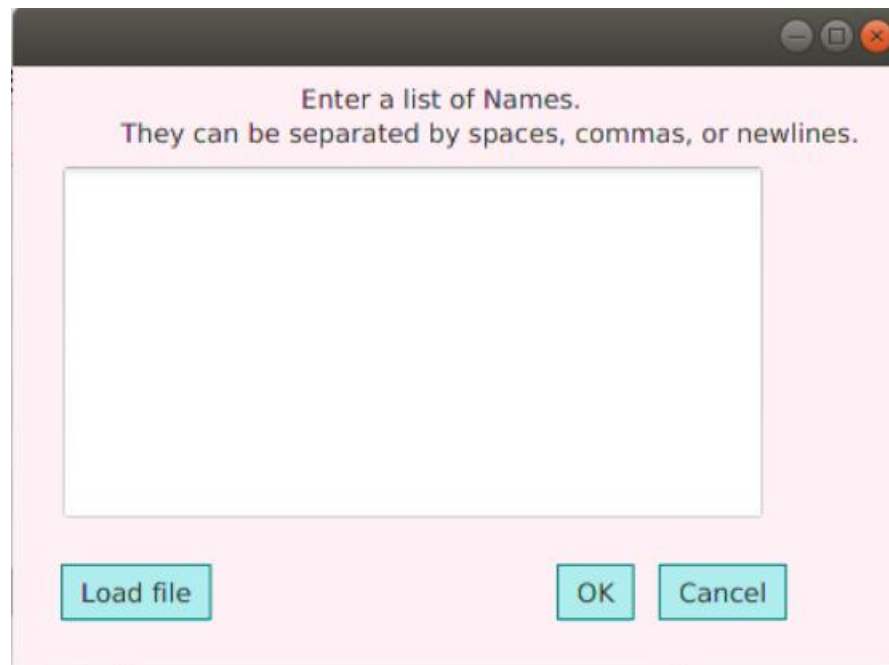 Enter a list of Names.
They can be separated by spaces, commas, or newlines.
Load file
OK
Cancel